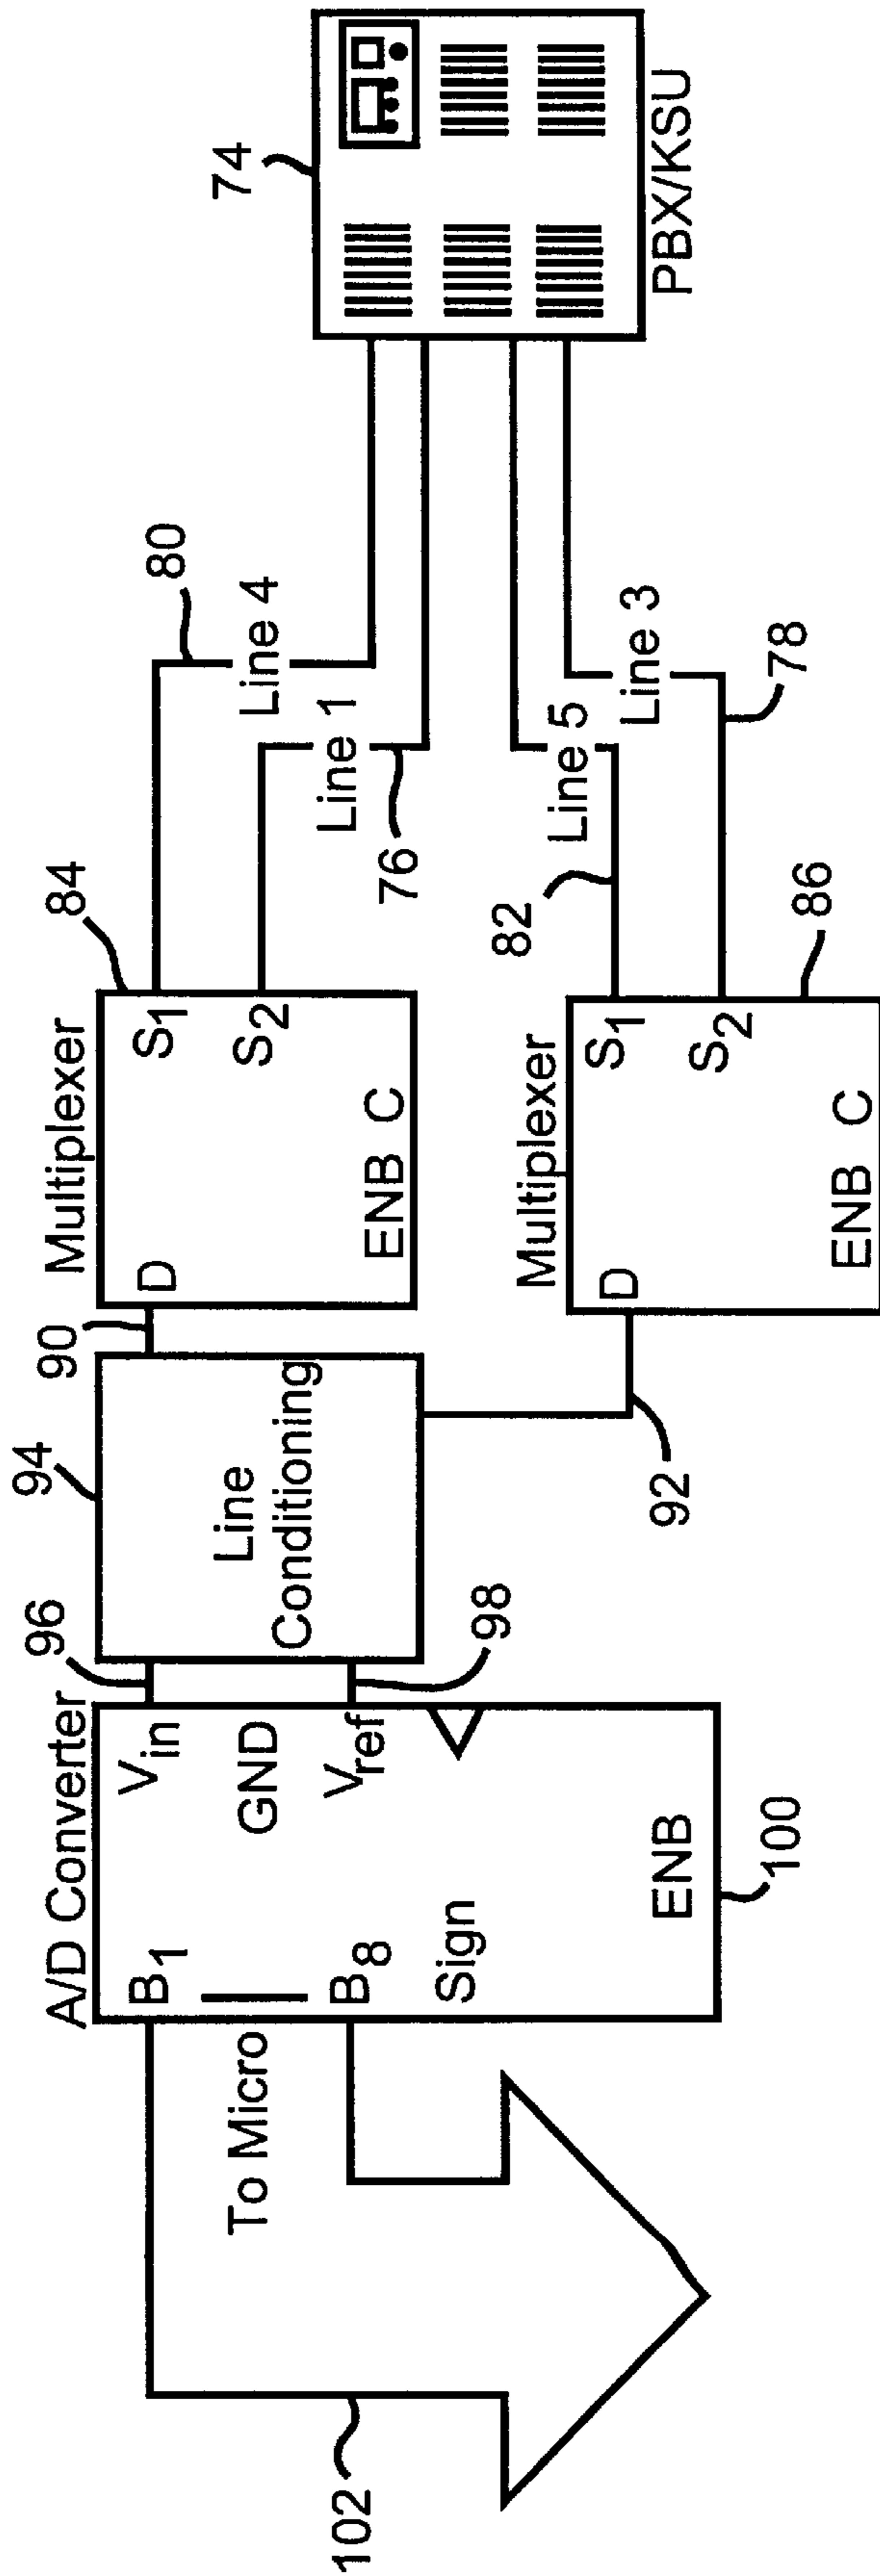 A/D Converter
96
94
90
Multiplexer
84
80
74
B1
Vin
Line
Conditioning
D
S1
Line 4
To Micro
GND
S2
Line 1
B8
Vref
ENB C
76
PBX/KSU
Sign
98
102
ENB
100
92
Multiplexer
82
Line 5
Line 3
D
S1
78
S2
ENB C
86